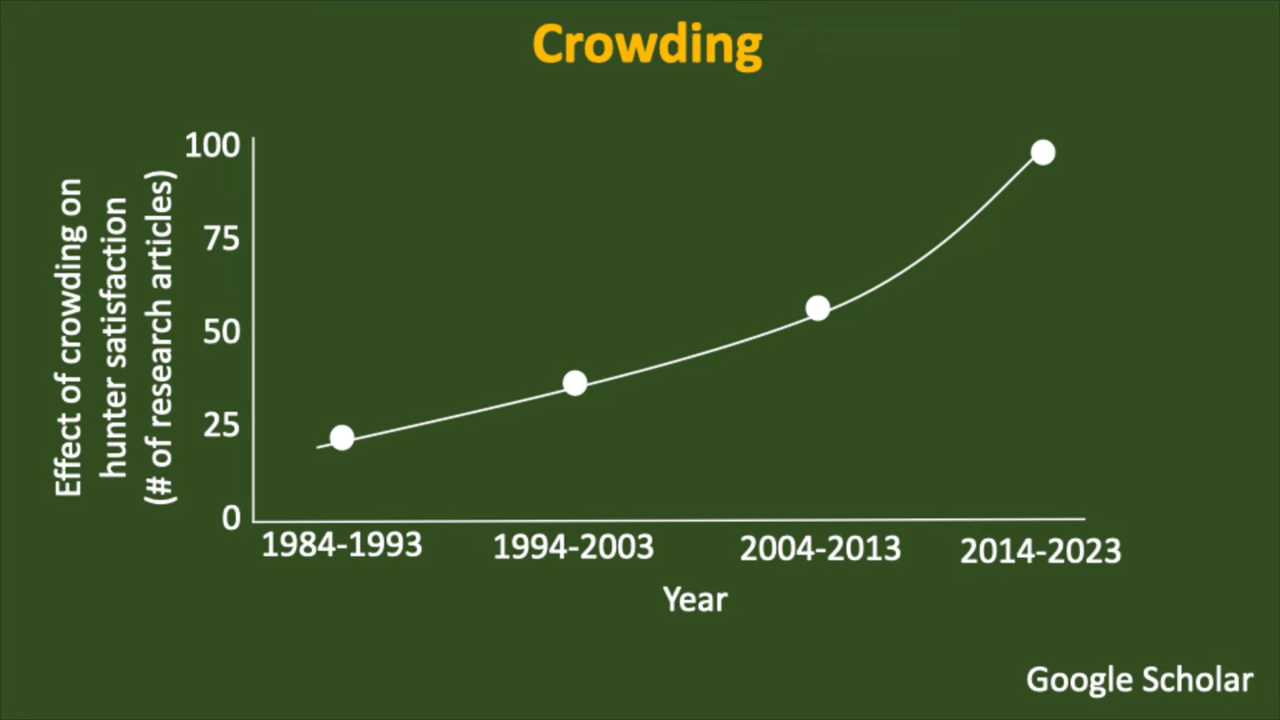 Crowding
Effect of crowding on
hunter satisfaction
(# of research articles)
100
75
50
25
0
1984-1993
1994-2003
2004-2013
2014-2023
Year
Google Scholar